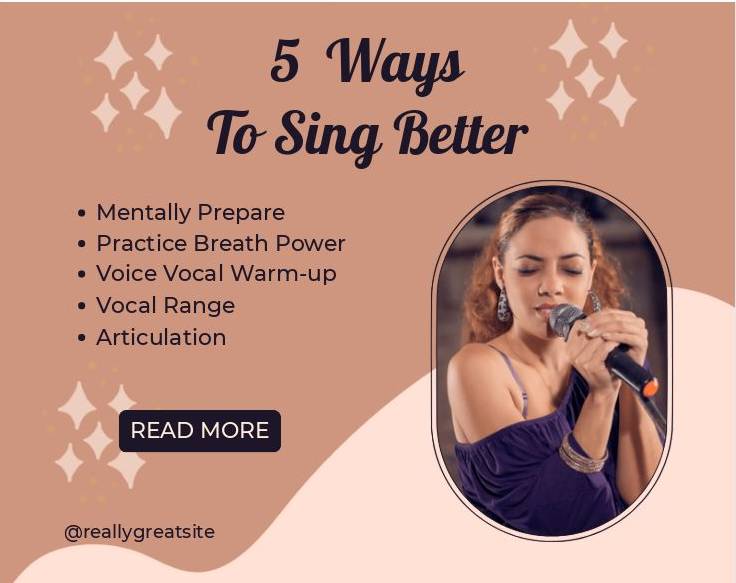 5 Ways
To Sing Better
• Mentally Prepare
• Practice Breath Power
• Voice Vocal Warm-up
• Vocal Range
• Articulation
READ MORE
@reallygreatsite